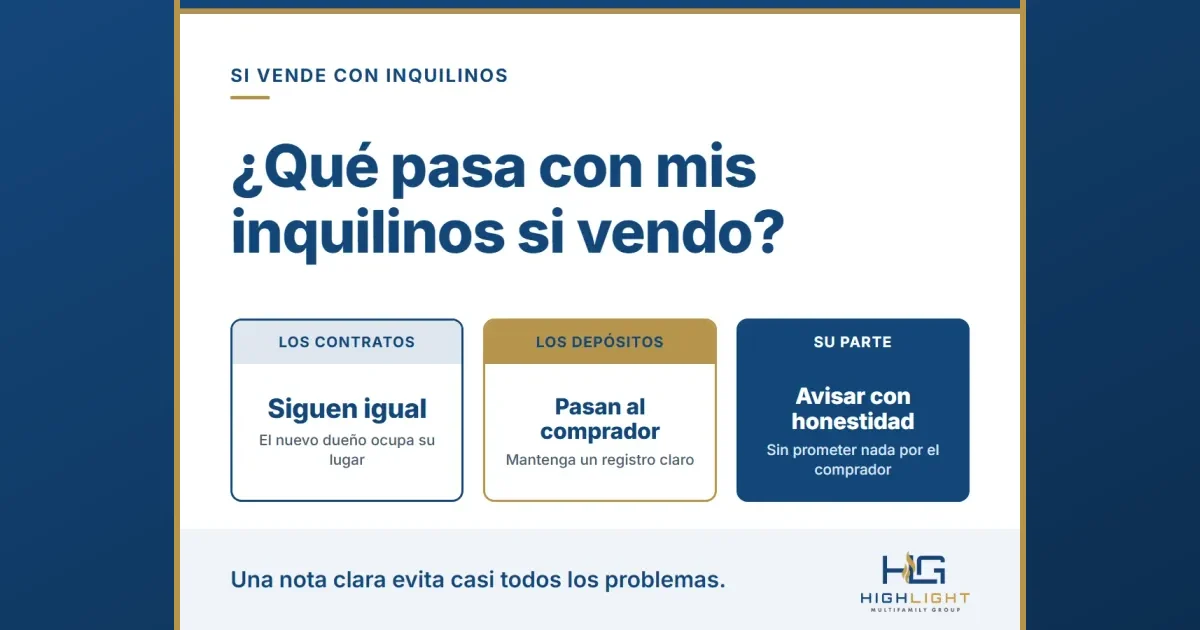 SI VENDE CON INQUILINOS
¿Qué pasa con mis
inquilinos si vendo?
LOS CONTRATOS
Siguen igual
El nuevo dueño ocupa su
lugar
LOS DEPÓSITOS
Pasan al
comprador
Mantenga un registro claro
SU PARTE
Avisar con
honestidad
Sin prometer nada por el
comprador
Una nota clara evita casi todos los problemas.
HLG
HIGHLIGHT
MULTIFAMILY GROUP